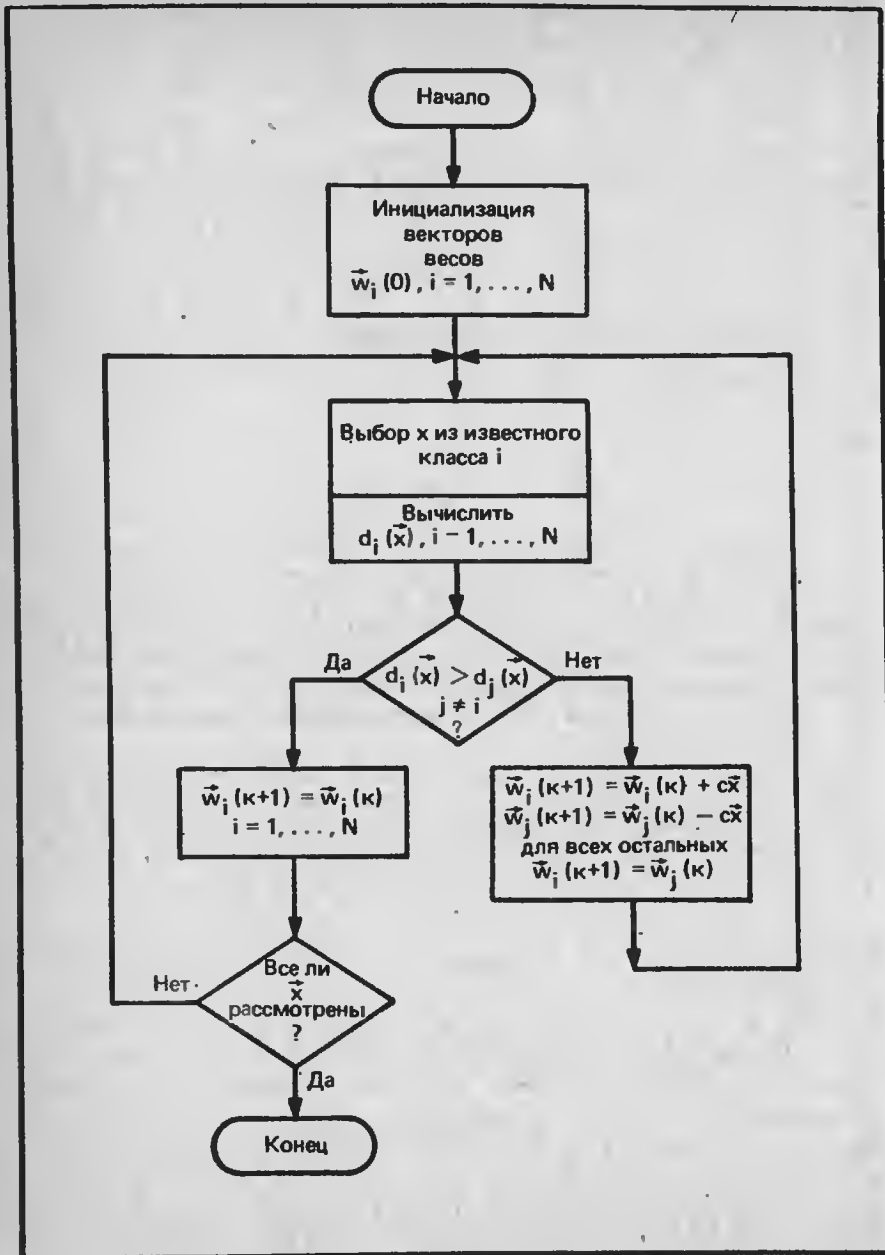 Начало
Инициализация
векторов
весов
w⃗ᵢ (0) , i = 1, . . . , N
Выбор x из известного
класса i
Вычислить
dᵢ (x⃗) , i − 1, . . . , N
Да
Нет
dᵢ (x⃗) > dⱼ (x⃗)
j ≠ i
?
w⃗ᵢ (к+1) = w⃗ᵢ (к)
i = 1, . . . , N
w⃗ᵢ (к+1) = w⃗ᵢ (к) + cx⃗
w⃗ⱼ (к+1) = w⃗ⱼ (к) − cx⃗
для всех остальных
w⃗ᵢ (к+1) = w⃗ⱼ (к)
Нет
Все ли
x⃗
рассмотрены
?
Да
Конец